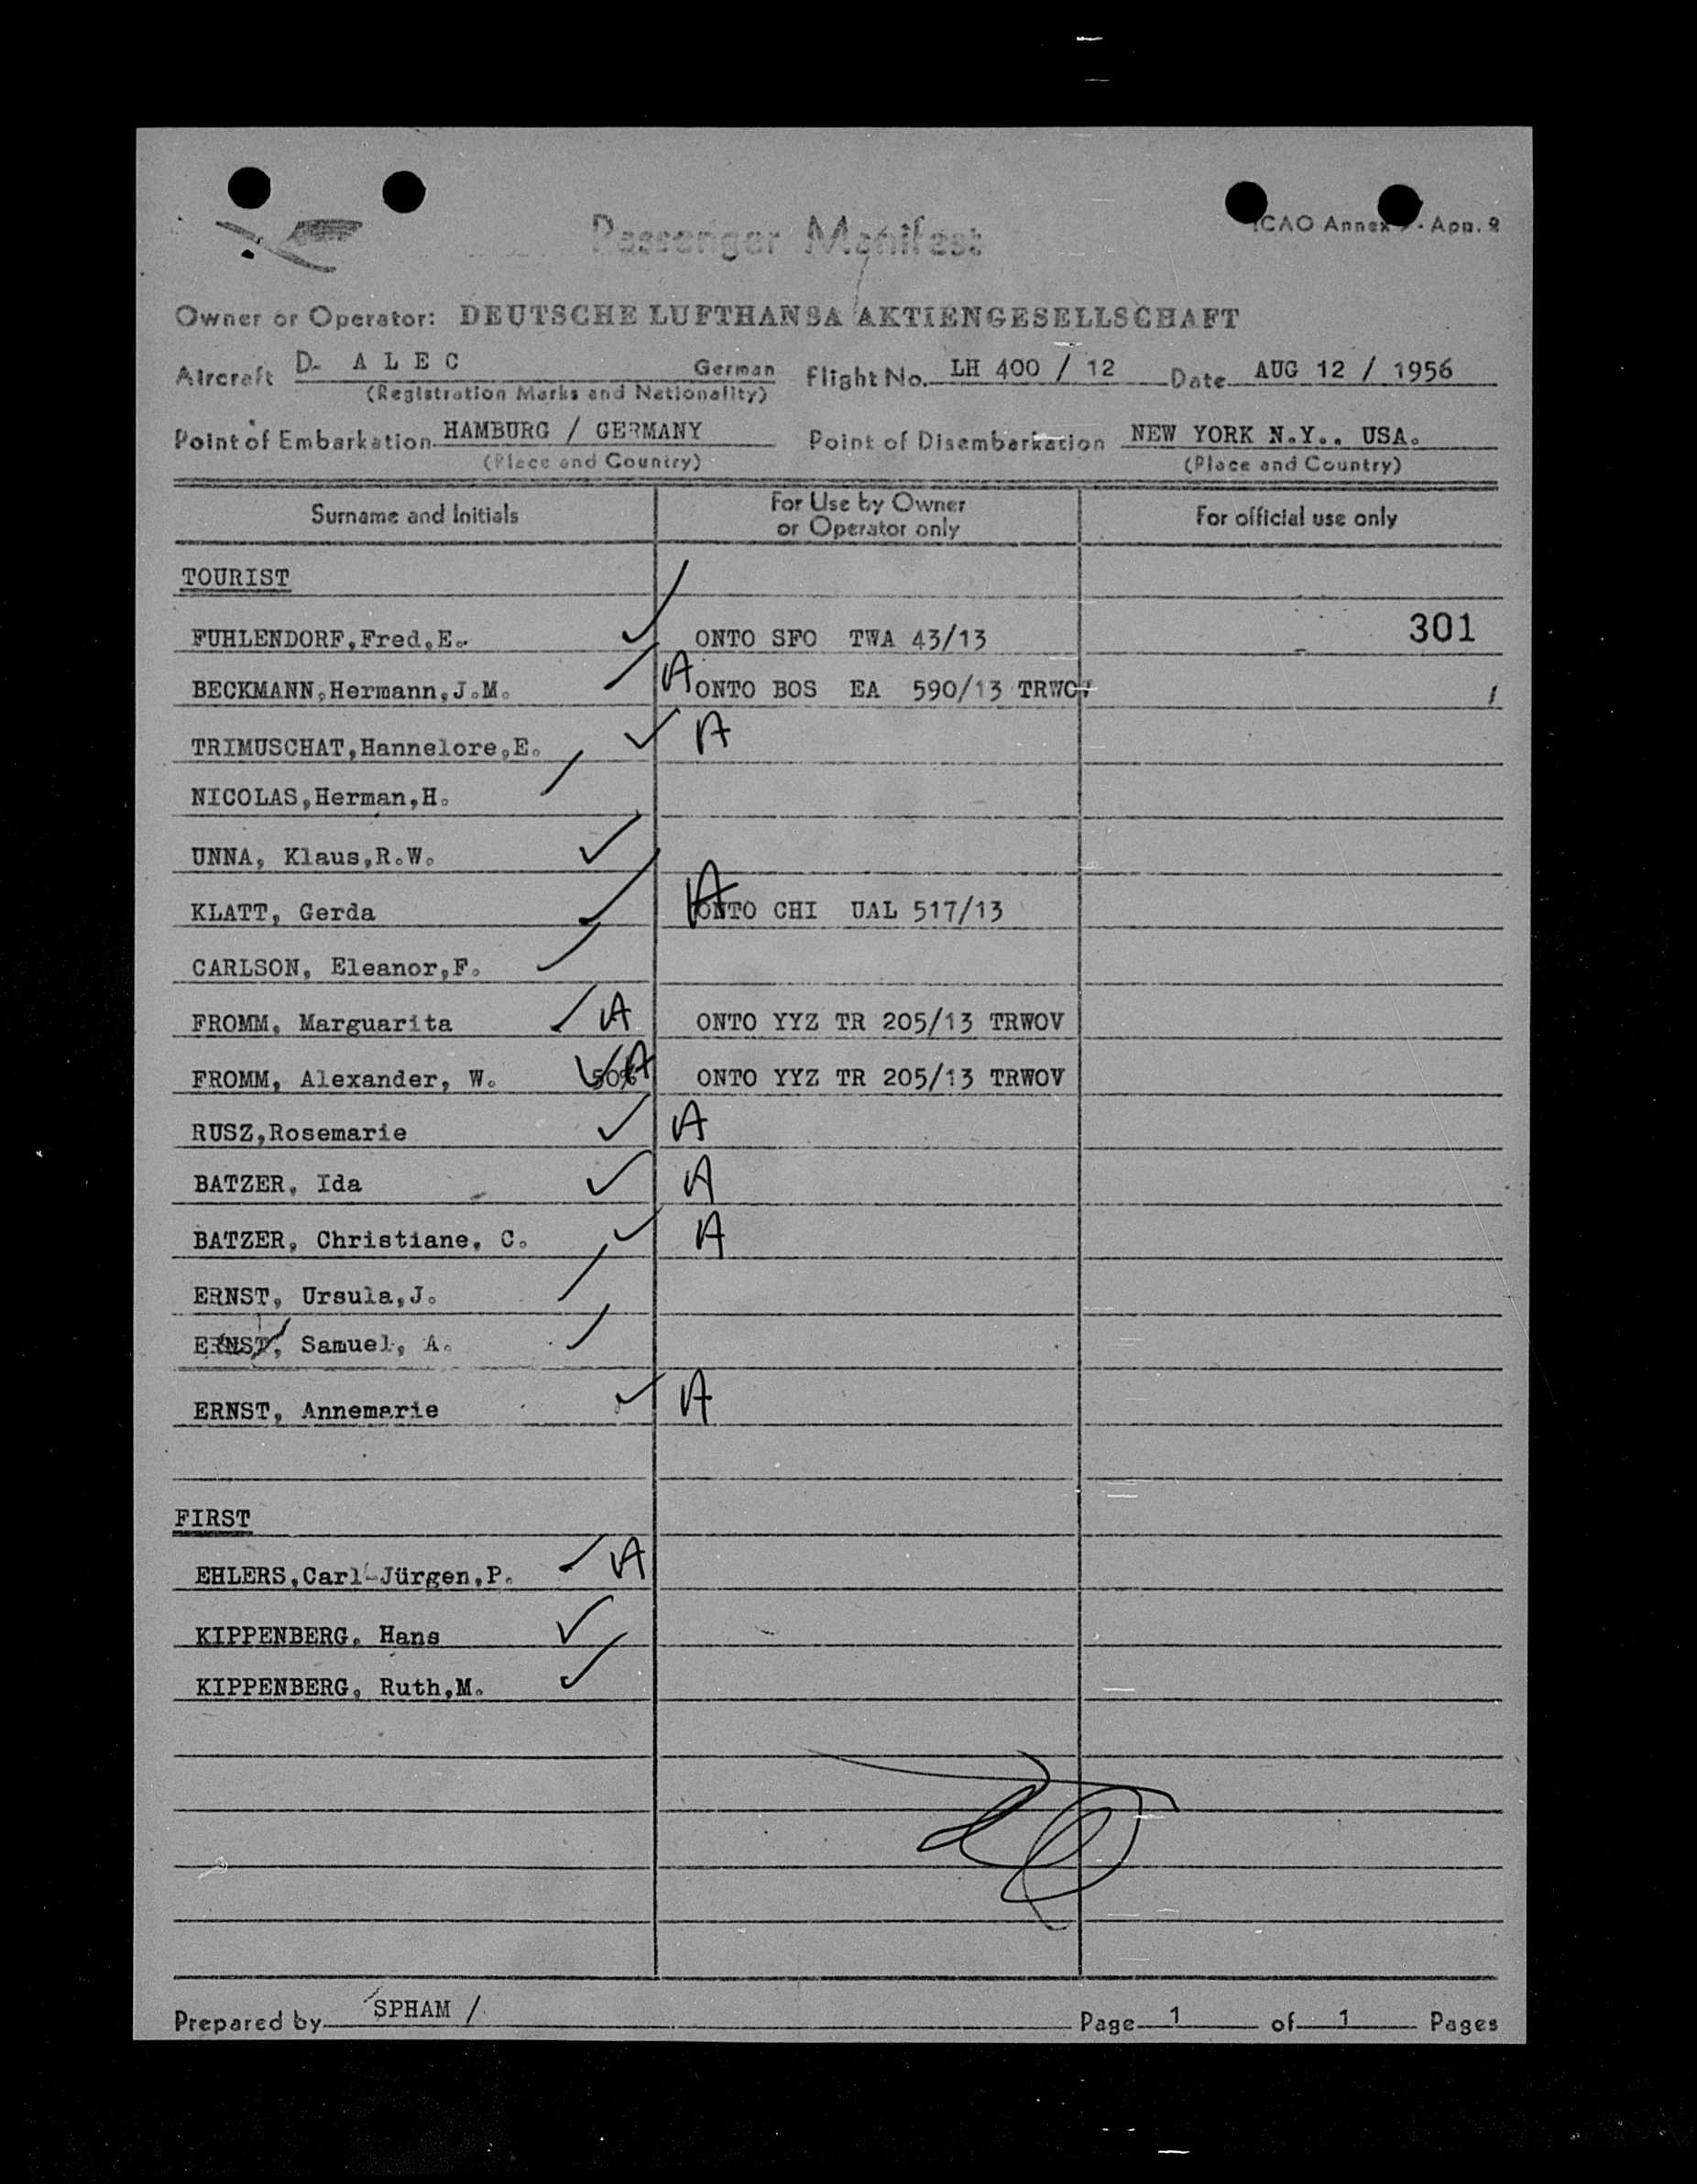 Passenger Manifest
ICAO Annex 9 - App. 2
Owner or Operator: DEUTSCHE LUFTHANSA AKTIENGESELLSCHAFT
Aircraft D- A L E C German Flight No. LH 400 / 12 Date AUG 12 / 1956
(Registration Marks and Nationality)
Point of Embarkation HAMBURG / GERMANY Point of Disembarkation NEW YORK N.Y.. USA.
(Place and Country) (Place and Country)
Surname and Initials For Use by Owner or Operator only For official use only
TOURIST
FUHLENDORF,Fred,E. ✓ ONTO SFO TWA 43/13 301
BECKMANN,Hermann,J.M. A ONTO BOS EA 590/13 TRWOV
TRIMUSCHAT,Hannelore,E. ✓ A
NICOLAS,Herman,H.
UNNA, Klaus,R.W. ✓
KLATT, Gerda ✓ A ONTO CHI UAL 517/13
CARLSON, Eleanor,F. ✓
FROMM, Marguarita ✓ A ONTO YYZ TR 205/13 TRWOV
FROMM, Alexander, W. 50% ✓ A ONTO YYZ TR 205/13 TRWOV
RUSZ,Rosemarie ✓ A
BATZER, Ida ✓ A
BATZER, Christiane, C. ✓ A
ERNST, Ursula,J.
ERNST, Samuel, A. ✓
ERNST, Annemarie ✓ A
FIRST
EHLERS,Carl-Jürgen,P. ✓ A
KIPPENBERG, Hans ✓
KIPPENBERG, Ruth,M. ✓
Prepared by SPHAM / Page 1 of 1 Pages